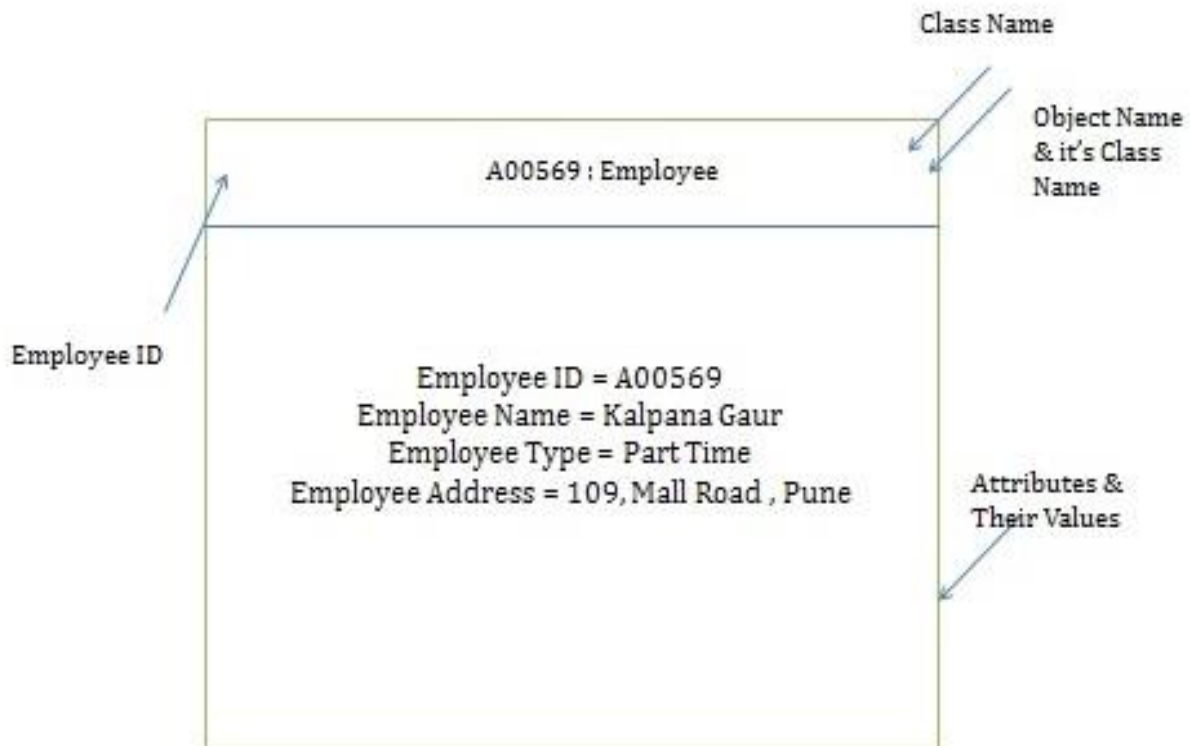 Class Name
Object Name
& it's Class
Name
A00569 : Employee
Employee ID
Employee ID = A00569
Employee Name = Kalpana Gaur
Employee Type = Part Time
Employee Address = 109, Mall Road , Pune
Attributes &
Their Values